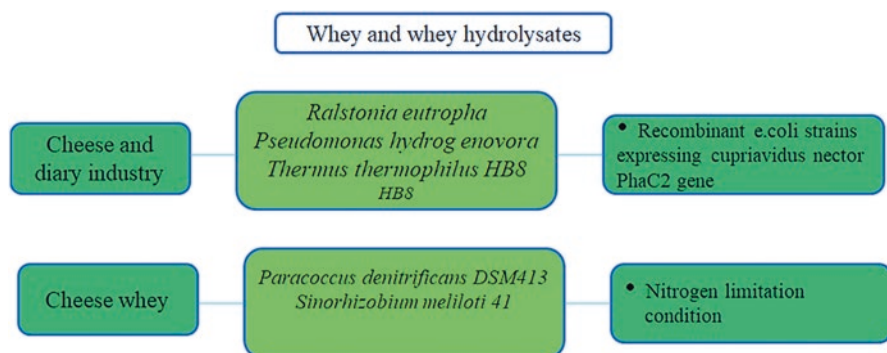 Whey and whey hydrolysates
Cheese and
diary industry
Ralstonia eutropha
Pseudomonas hydrog enovora
Thermus thermophilus HB8
HB8
• Recombinant e.coli strains
expressing cupriavidus nector
PhaC2 gene
Cheese whey
Paracoccus denitrificans DSM413
Sinorhizobium meliloti 41
• Nitrogen limitation
condition